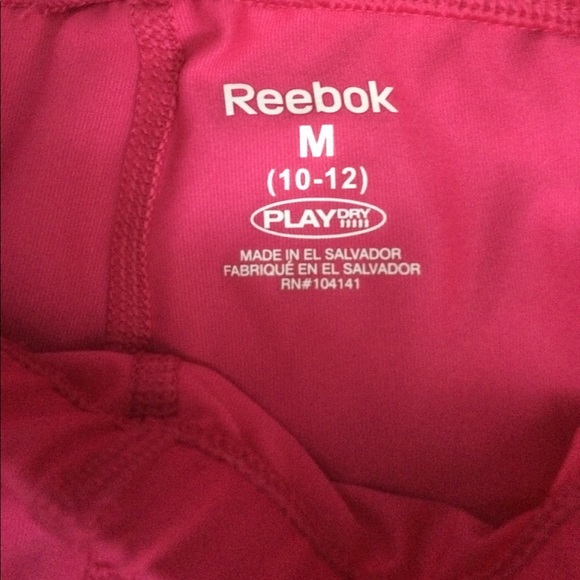 Reebok
M
(10-12)
PLAYDRY
MADE IN EL SALVADOR
FABRIQUÉ EN EL SALVADOR
RN#104141